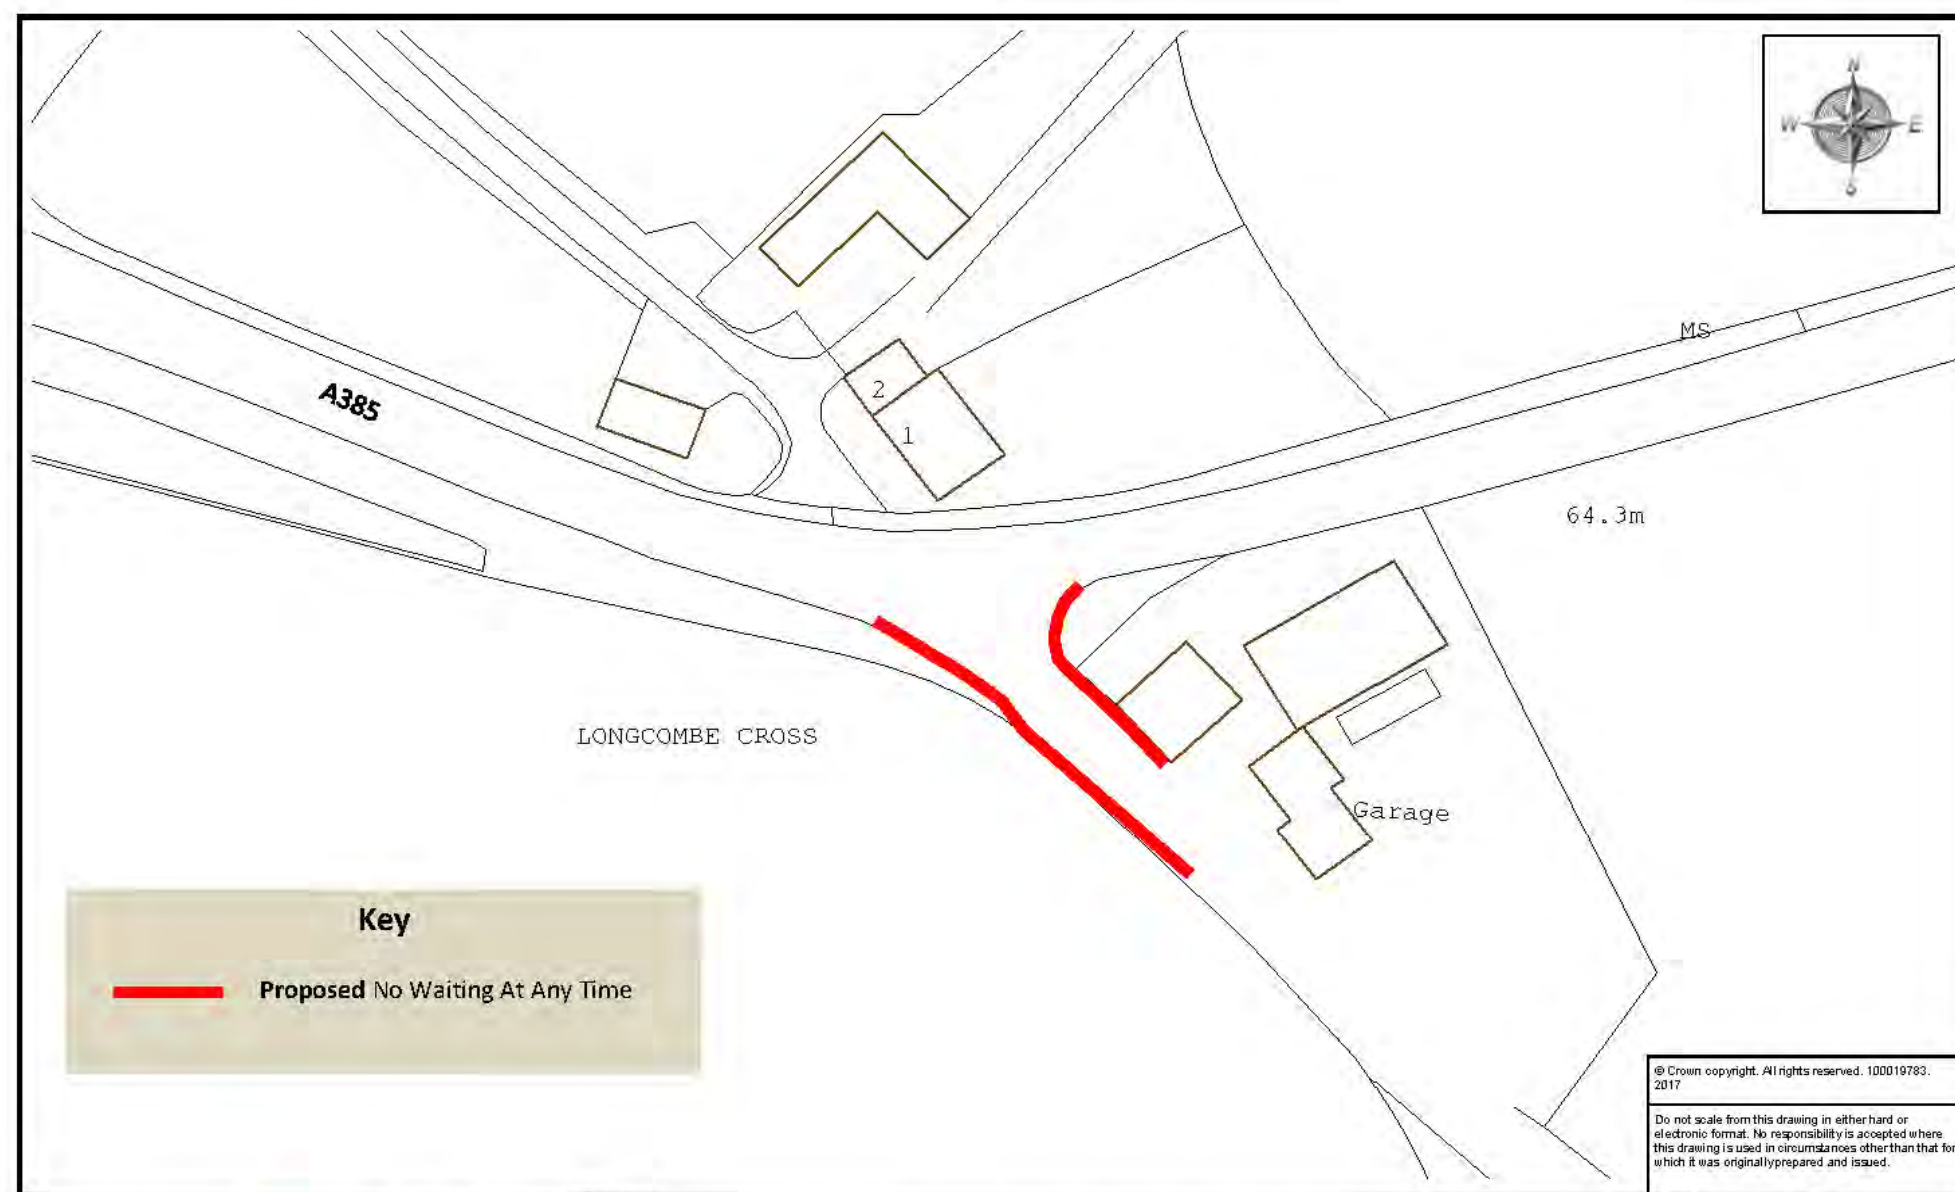 N
W E
S
MS
A385
2
1
64.3m
LONGCOMBE CROSS
Garage
Key
Proposed No Waiting At Any Time
© Crown copyright. All rights reserved. 100019783.
2017
Do not scale from this drawing in either hard or
electronic format. No responsibility is accepted where
this drawing is used in circumstances other than that for
which it was originally prepared and issued.